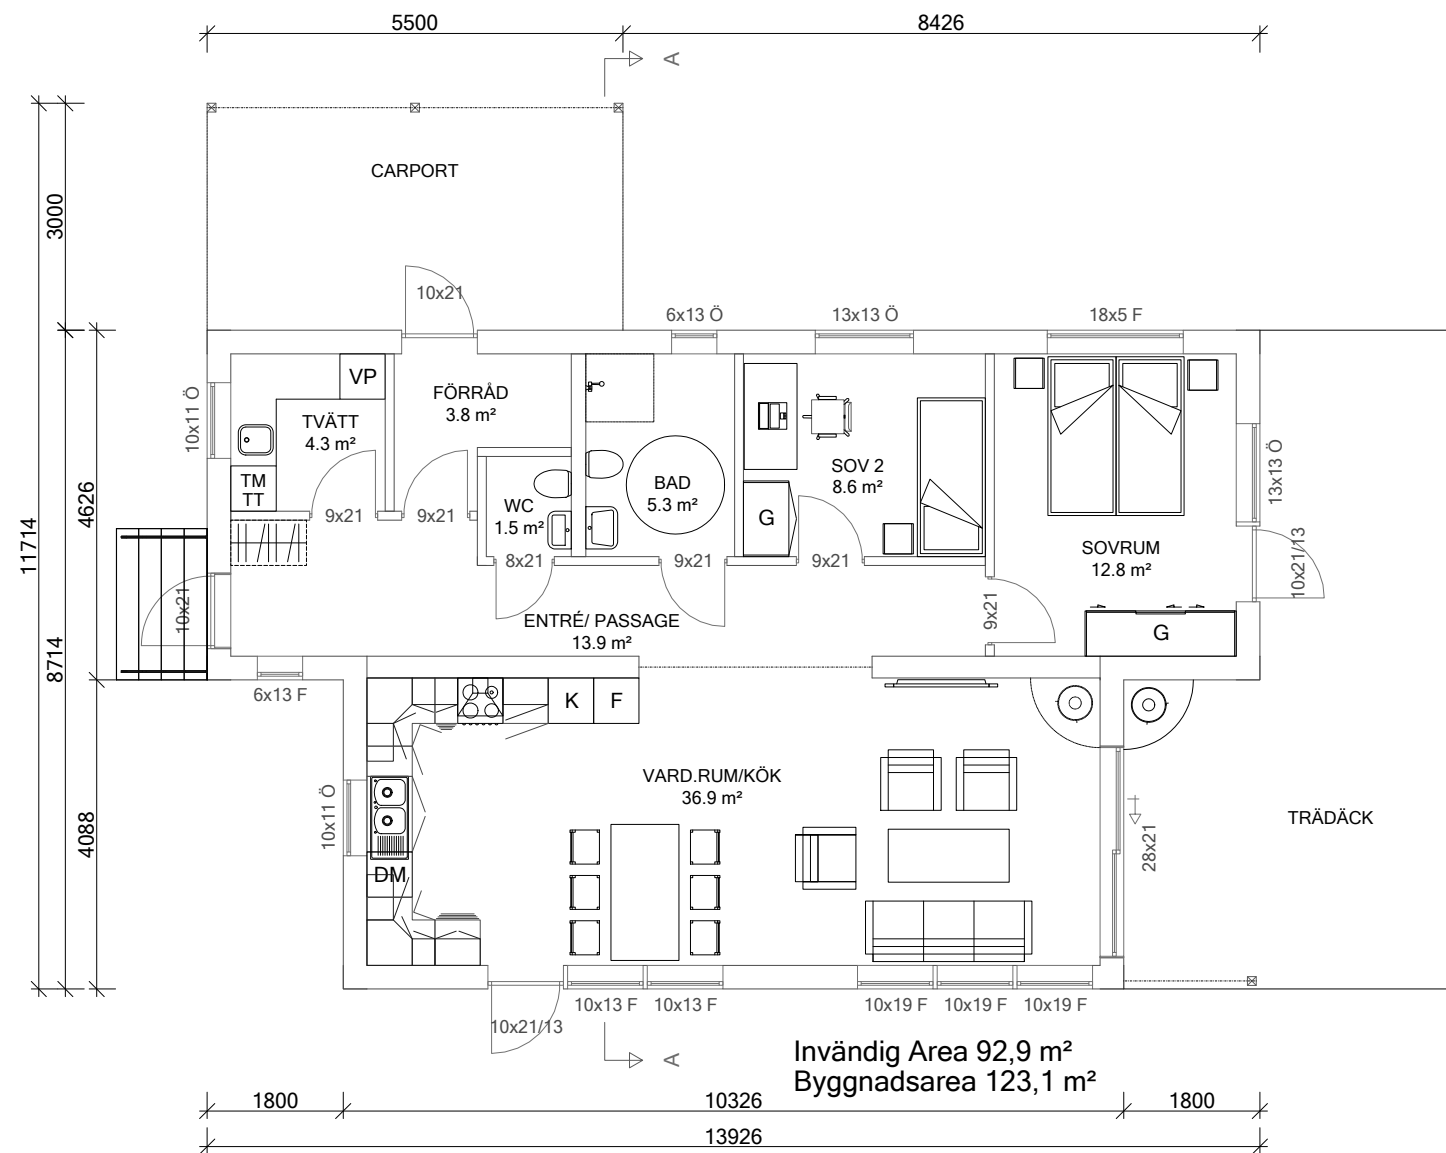 5500
8426
A
CARPORT
3000
10x21
6x13 Ö
13x13 Ö
18x5 F
10x11 Ö
VP
TVÄTT
4.3 m²
FÖRRÅD
3.8 m²
TM
TT
WC
1.5 m²
BAD
5.3 m²
SOV 2
8.6 m²
G
SOVRUM
12.8 m²
13x13 Ö
10x21/13
9x21
9x21
8x21
9x21
9x21
9x21
G
10x21
ENTRÉ/ PASSAGE
13.9 m²
11714
8714
4626
4088
6x13 F
K
F
10x11 Ö
DM
VARD.RUM/KÖK
36.9 m²
28x21
TRÄDÄCK
10x21/13
10x13 F
10x13 F
10x19 F
10x19 F
10x19 F
A
Invändig Area 92,9 m²
Byggnadsarea 123,1 m²
1800
10326
1800
13926